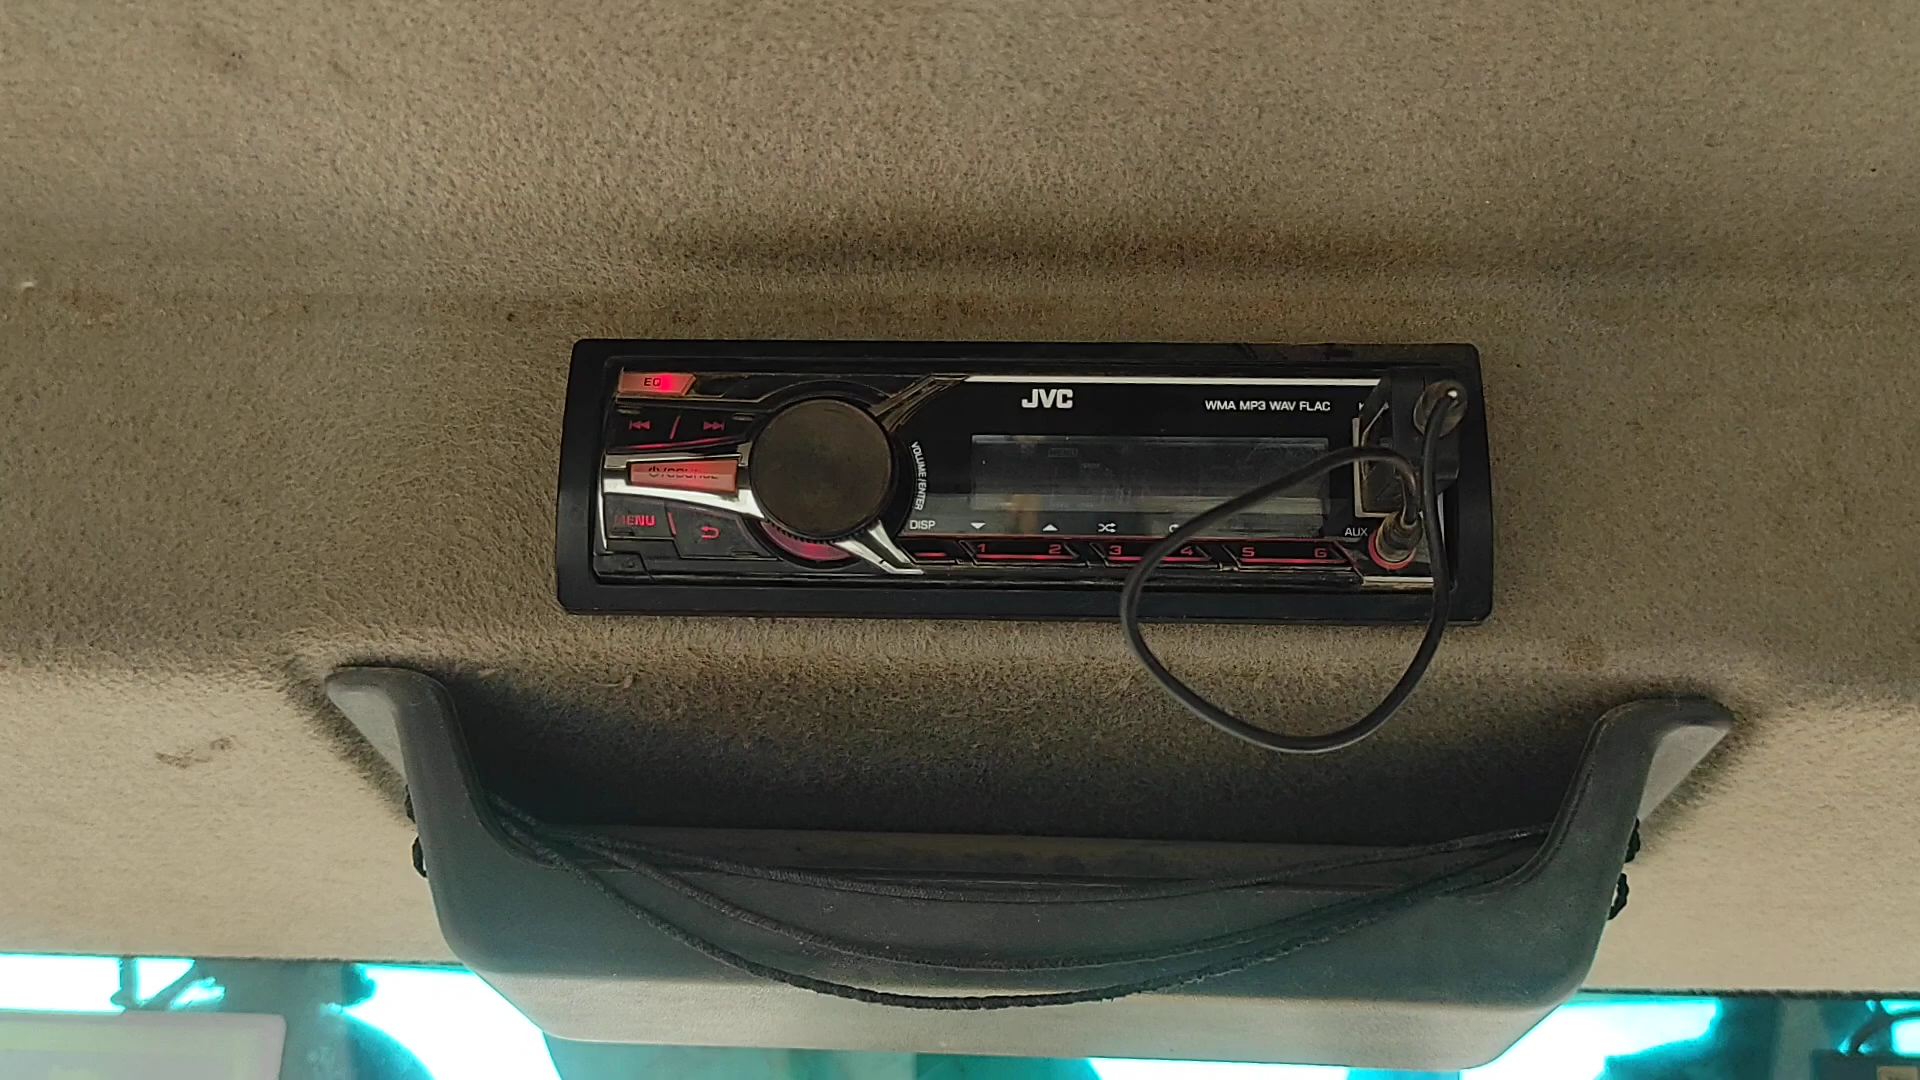 EQ
JVC
WMA MP3 WAV FLAC
VOLUME/ENTER
MENU
DISP
AUX
1 2 3 4 5 6